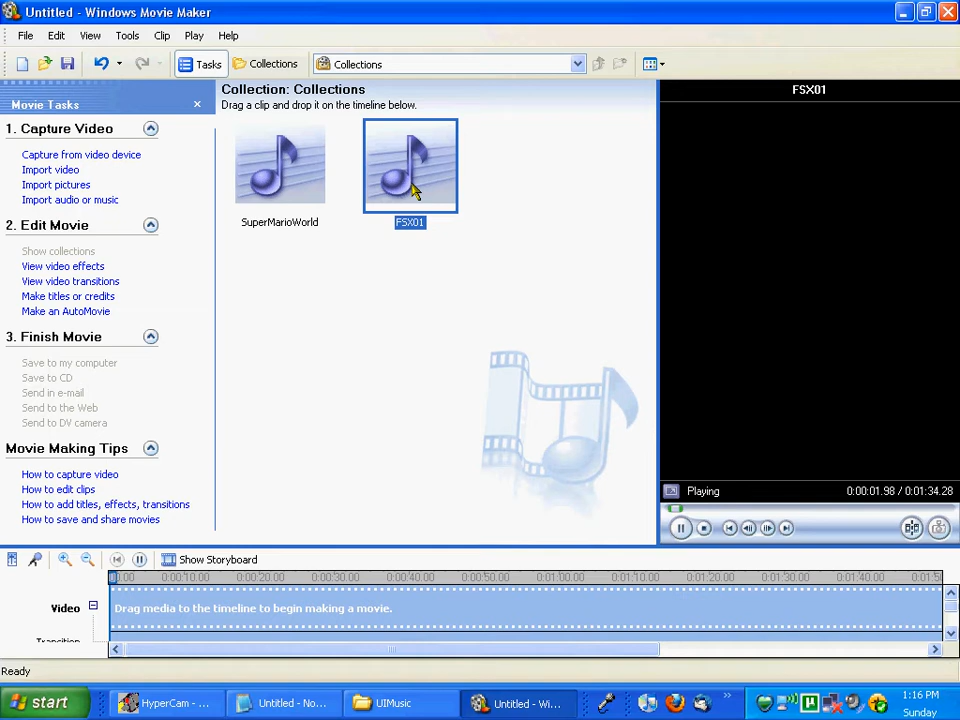 Untitled - Windows Movie Maker
File Edit View Tools Clip Play Help
Tasks Collections Collections
Movie Tasks
1. Capture Video
Capture from video device
Import video
Import pictures
Import audio or music
2. Edit Movie
Show collections
View video effects
View video transitions
Make titles or credits
Make an AutoMovie
3. Finish Movie
Save to my computer
Save to CD
Send in e-mail
Send to the Web
Send to DV camera
Movie Making Tips
How to capture video
How to edit clips
How to add titles, effects, transitions
How to save and share movies
Collection: Collections
Drag a clip and drop it on the timeline below.
SuperMarioWorld
FSX01
FSX01
Playing 0:00:01.98 / 0:01:34.28
Show Storyboard
0:00:10.00 0:00:20.00 0:00:30.00 0:00:40.00 0:00:50.00 0:01:00.00 0:01:10.00 0:01:20.00 0:01:30.00 0:01:40.00
Video
Drag media to the timeline to begin making a movie.
Ready
start HyperCam - ... Untitled - No... UIMusic Untitled - Wi... 1:16 PM
Sunday